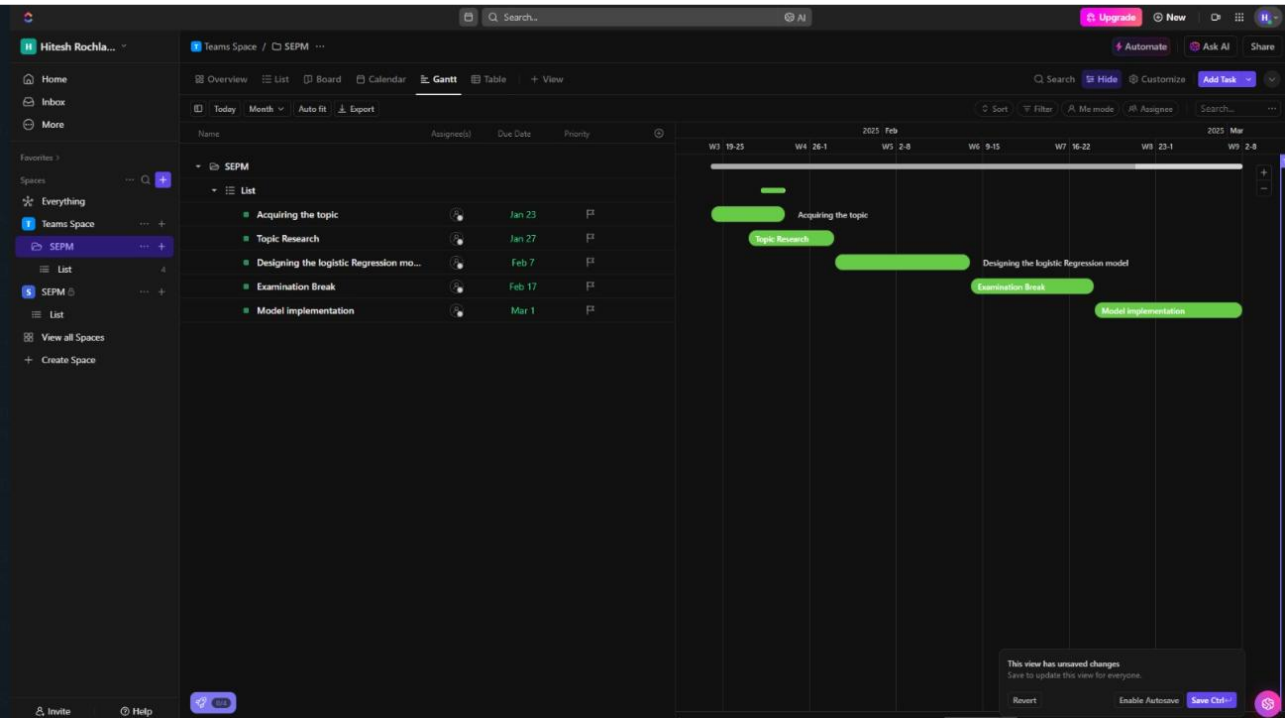 Search...
AI
Upgrade
New
H
H Hitesh Rochla...
T Teams Space / SEPM ...
Automate
Ask AI
Share
Home
Overview
List
Board
Calendar
Gantt
Table
+ View
Search
Hide
Customize
Add Task
Inbox
Today
Month
Auto fit
Export
Sort
Filter
Me mode
Assignee
Search...
More
Name
Assignee(s)
Due Date
Priority
2025 Feb
2025 Mar
W3 19-25
W4 26-1
W5 2-8
W6 9-15
W7 16-22
W8 23-1
W9 2-8
Favorites
Spaces
Everything
T Teams Space
SEPM
List 4
S SEPM
List
View all Spaces
+ Create Space
SEPM
List
Acquiring the topic Jan 23
Acquiring the topic
Topic Research Jan 27
Topic Research
Designing the logistic Regression mo... Feb 7
Designing the logistic Regression model
Examination Break Feb 17
Examination Break
Model implementation Mar 1
Model implementation
This view has unsaved changes
Save to update this view for everyone.
Revert
Enable Autosave
Save Ctrl
Invite
Help